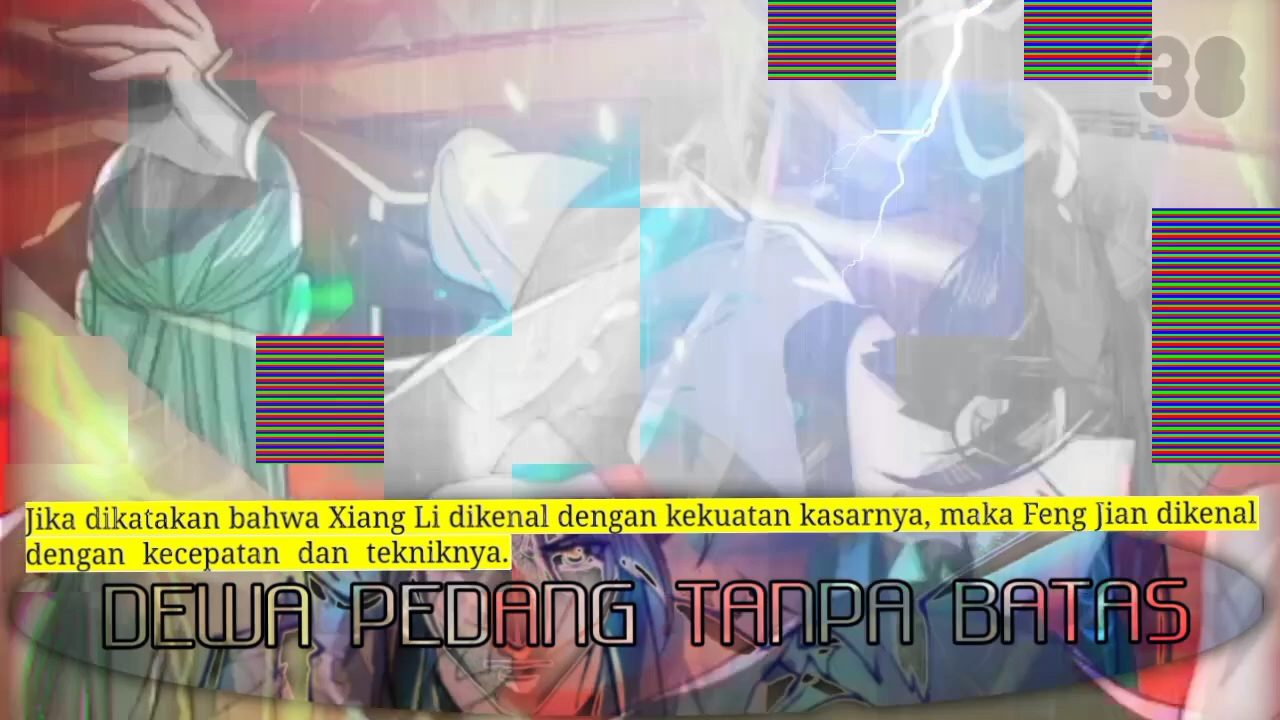 38
Jika dikatakan bahwa Xiang Li dikenal dengan kekuatan kasarnya, maka Feng Jian dikenal
dengan kecepatan dan tekniknya.
DEWA PEDANG TANPA BATAS